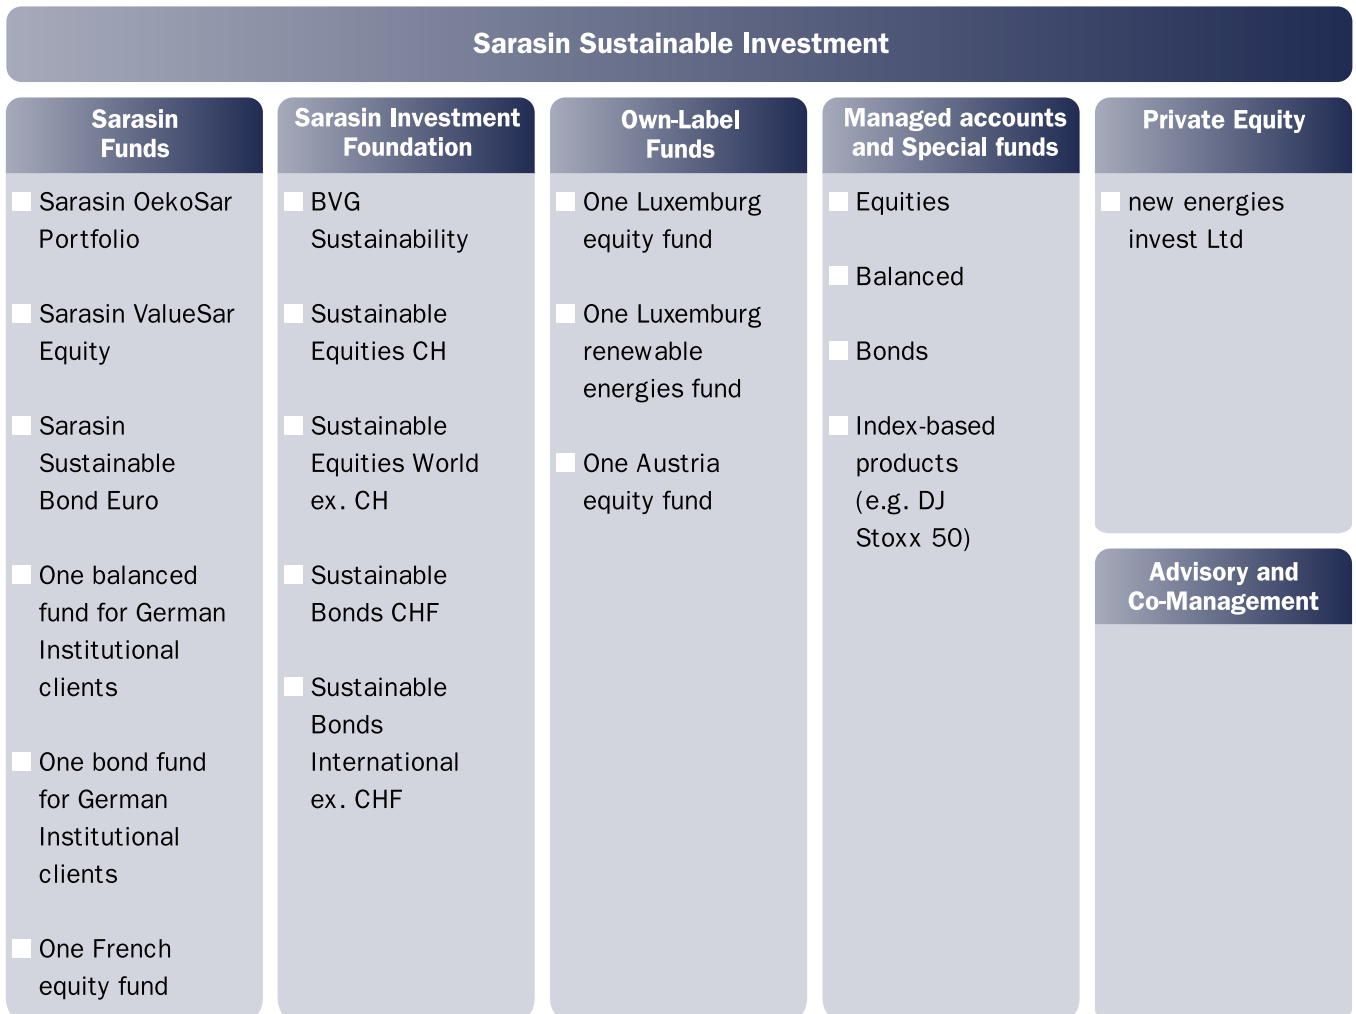 Sarasin Sustainable Investment
Sarasin
Funds
Sarasin OekoSar
Portfolio
Sarasin ValueSar
Equity
Sarasin
Sustainable
Bond Euro
One balanced
fund for German
Institutional
clients
One bond fund
for German
Institutional
clients
One French
equity fund
Sarasin Investment
Foundation
BVG
Sustainability
Sustainable
Equities CH
Sustainable
Equities World
ex. CH
Sustainable
Bonds CHF
Sustainable
Bonds
International
ex. CHF
Own-Label
Funds
One Luxemburg
equity fund
One Luxemburg
renewable
energies fund
One Austria
equity fund
Managed accounts
and Special funds
Equities
Balanced
Bonds
Index-based
products
(e.g. DJ
Stoxx 50)
Private Equity
new energies
invest Ltd
Advisory and
Co-Management